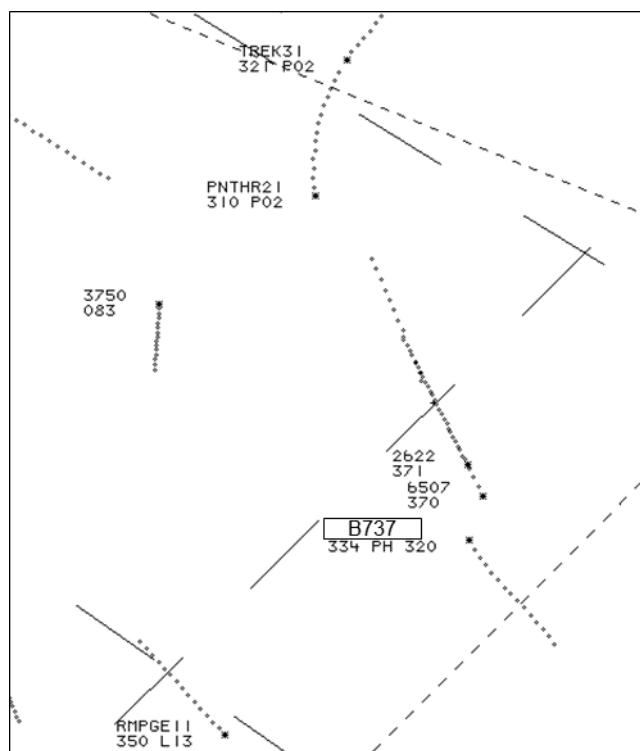 TREK31
321 P02
PNTHR21
310 P02
3750
083
2622
371
6507
370
B737
334 PH 320
RMPGE11
350 L13